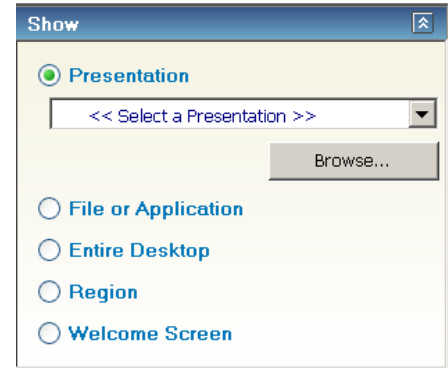 Show
Presentation
<< Select a Presentation >>
Browse...
File or Application
Entire Desktop
Region
Welcome Screen